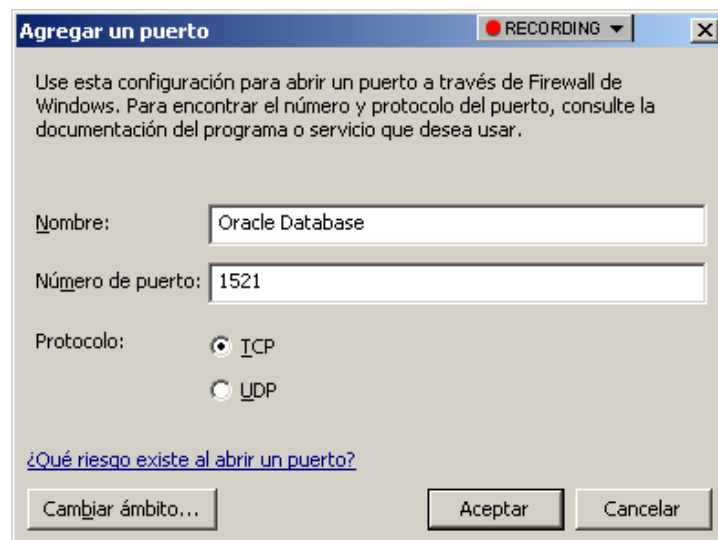 Agregar un puerto
RECORDING
Use esta configuración para abrir un puerto a través de Firewall de
Windows. Para encontrar el número y protocolo del puerto, consulte la
documentación del programa o servicio que desea usar.
Nombre: Oracle Database
Número de puerto: 1521
Protocolo: TCP
UDP
¿Qué riesgo existe al abrir un puerto?
Cambiar ámbito... Aceptar Cancelar